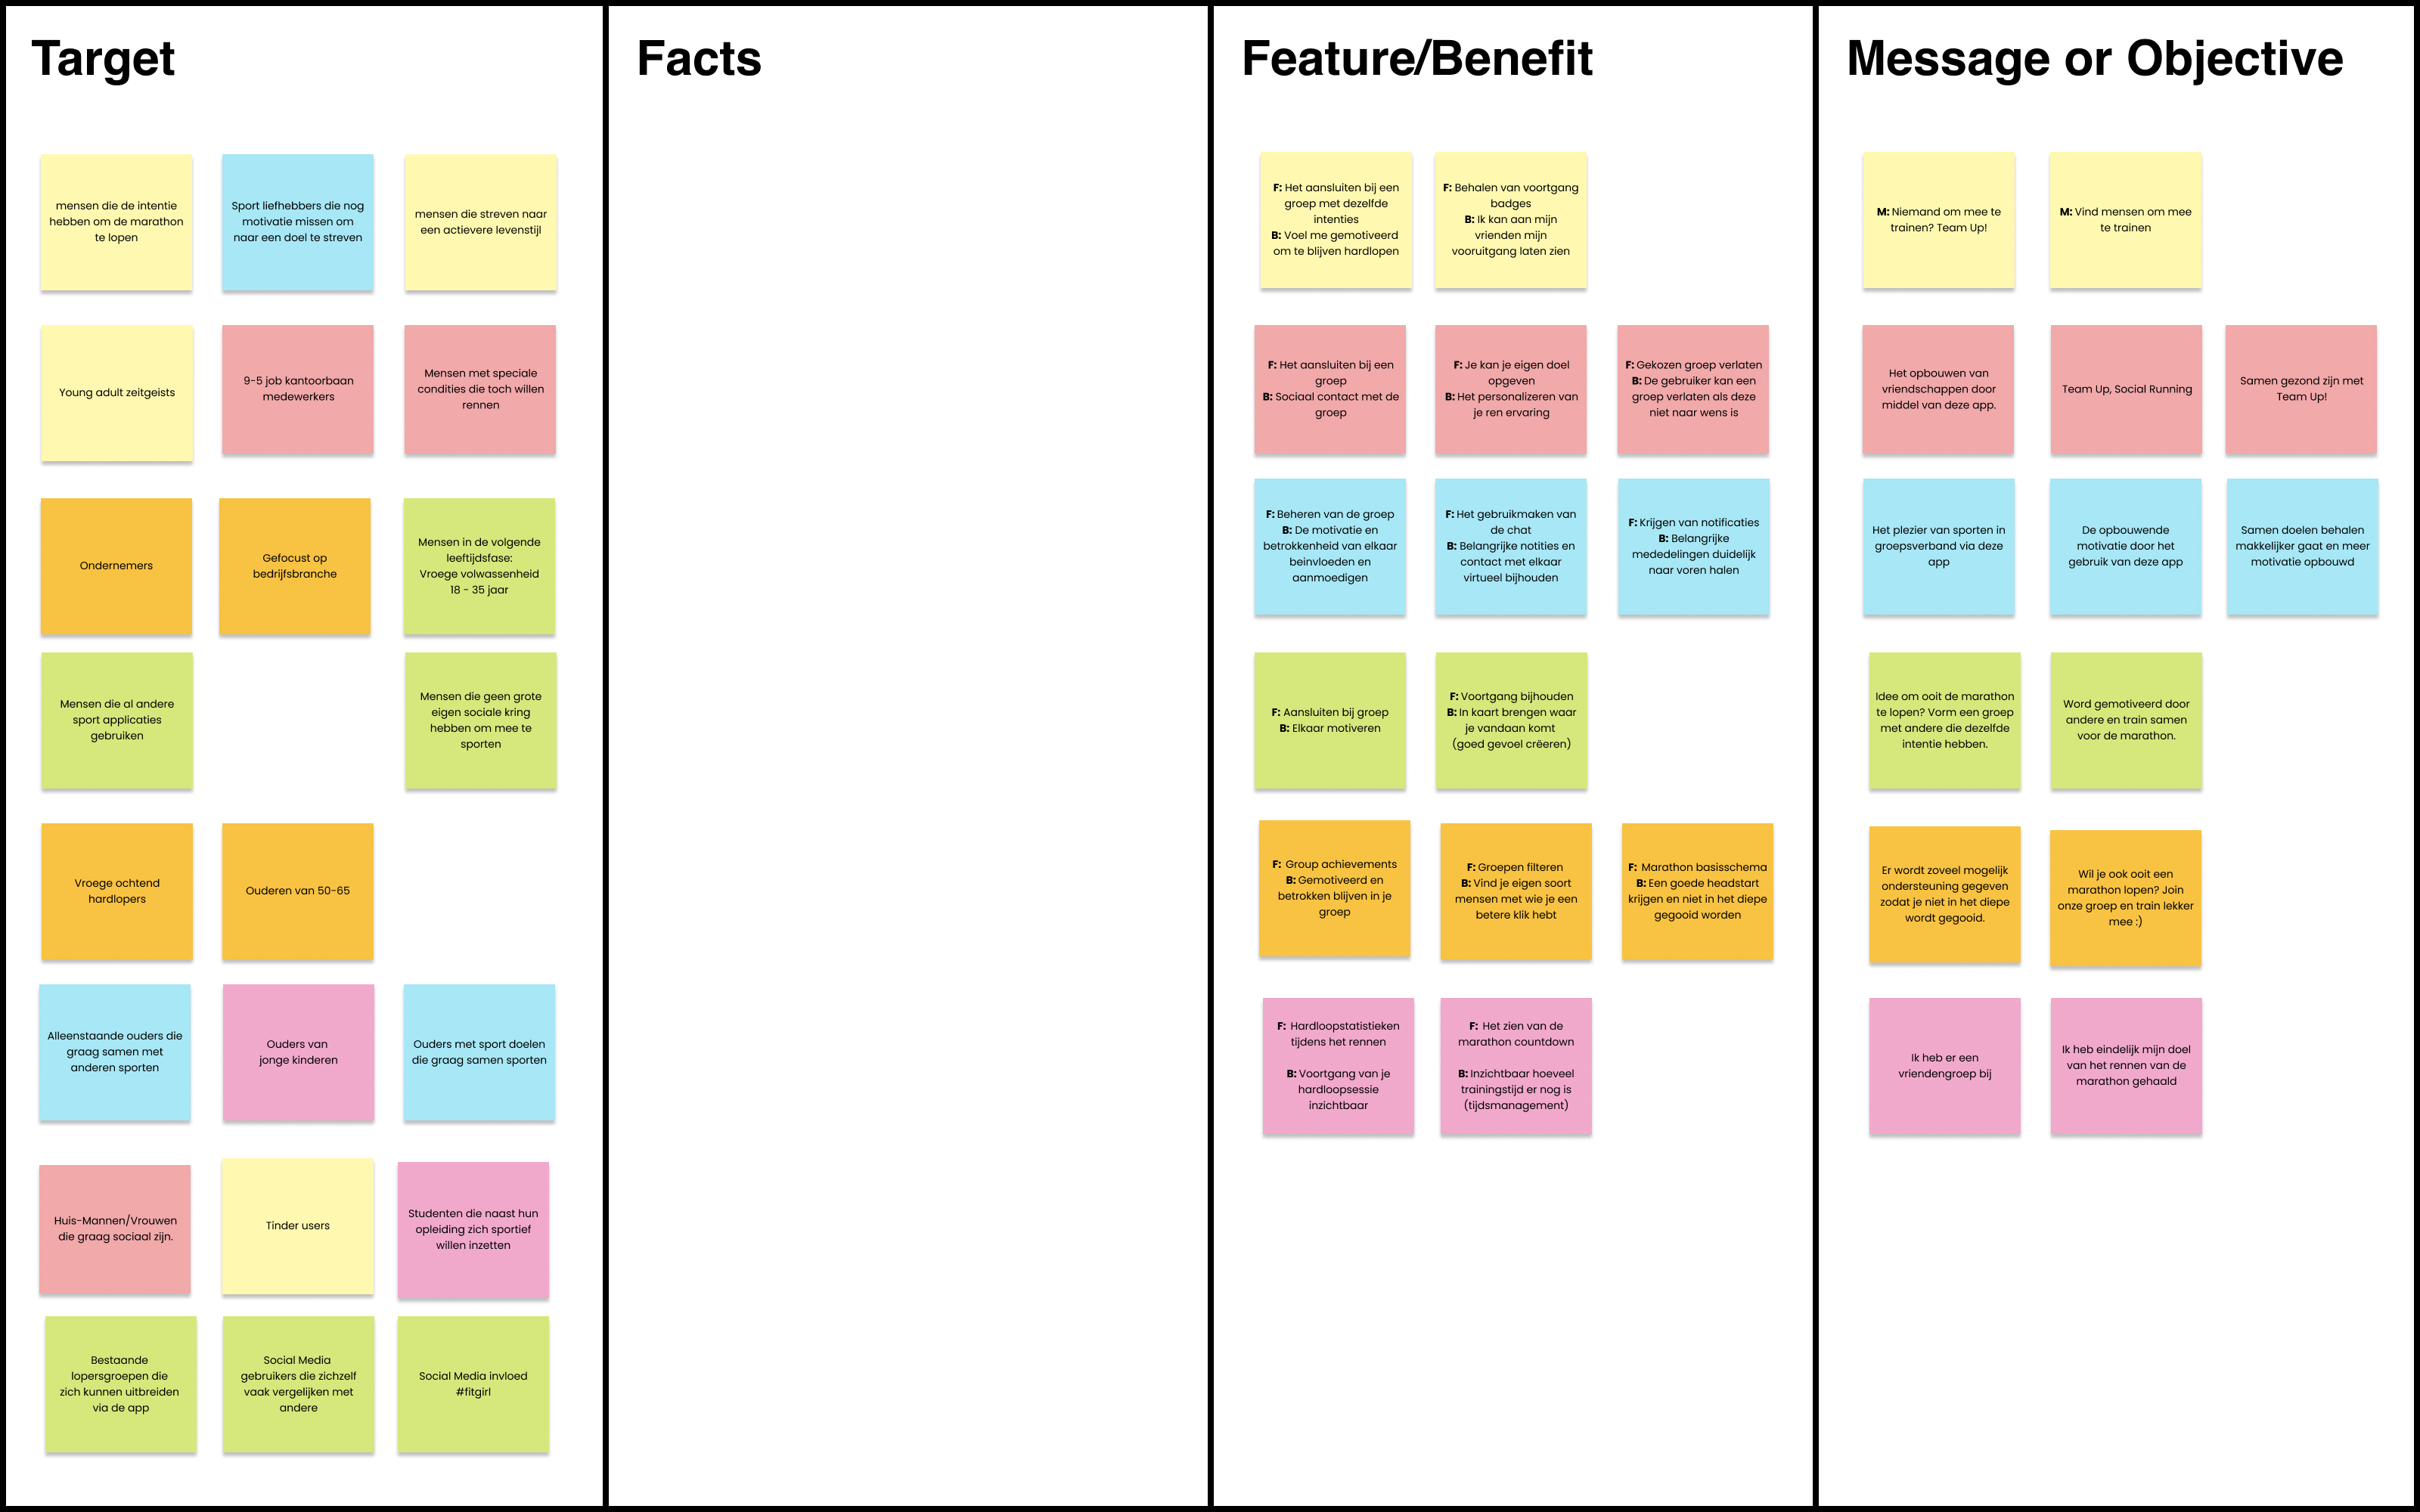 Target
mensen die de intentie
hebben om de marathon
te lopen
Sport liefhebbers die nog
motivatie missen om
naar een doel te streven
mensen die streven naar
een actievere levenstijl
Young adult zeitgeists
9-5 job kantoorbaan
medewerkers
Mensen met speciale
condities die toch willen
rennen
Ondernemers
Gefocust op
bedrijfsbranche
Mensen in de volgende
leeftijdsfase:
Vroege volwassenheid
18 - 35 jaar
Mensen die al andere
sport applicaties
gebruiken
Mensen die geen grote
eigen sociale kring
hebben om mee te
sporten
Vroege ochtend
hardlopers
Ouderen van 50-65
Alleenstaande ouders die
graag samen met
anderen sporten
Ouders van
jonge kinderen
Ouders met sport doelen
die graag samen sporten
Huis-Mannen/Vrouwen
die graag sociaal zijn.
Tinder users
Studenten die naast hun
opleiding zich sportief
willen inzetten
Bestaande
lopersgroepen die
zich kunnen uitbreiden
via de app
Social Media
gebruikers die zichzelf
vaak vergelijken met
andere
Social Media invloed
#fitgirl
Facts
Feature/Benefit
F: Het aansluiten bij een
groep met dezelfde
intenties
B: Voel me gemotiveerd
om te blijven hardlopen
F: Behalen van voortgang
badges
B: Ik kan aan mijn
vrienden mijn
vooruitgang laten zien
F: Het aansluiten bij een
groep
B: Sociaal contact met de
groep
F: Je kan je eigen doel
opgeven
B: Het personalizeren van
je ren ervaring
F: Gekozen groep verlaten
B: De gebruiker kan een
groep verlaten als deze
niet naar wens is
F: Beheren van de groep
B: De motivatie en
betrokkenheid van elkaar
beinvloeden en
aanmoedigen
F: Het gebruikmaken van
de chat
B: Belangrijke notities en
contact met elkaar
virtueel bijhouden
F: Krijgen van notificaties
B: Belangrijke
mededelingen duidelijk
naar voren halen
F: Aansluiten bij groep
B: Elkaar motiveren
F: Voortgang bijhouden
B: In kaart brengen waar
je vandaan komt
(goed gevoel crëeren)
F: Group achievements
B: Gemotiveerd en
betrokken blijven in je
groep
F: Groepen filteren
B: Vind je eigen soort
mensen met wie je een
betere klik hebt
F: Marathon basisschema
B: Een goede headstart
krijgen en niet in het diepe
gegooid worden
F: Hardloopstatistieken
tijdens het rennen
B: Voortgang van je
hardloopsessie
inzichtbaar
F: Het zien van de
marathon countdown
B: Inzichtbaar hoeveel
trainingstijd er nog is
(tijdsmanagement)
Message or Objective
M: Niemand om mee te
trainen? Team Up!
M: Vind mensen om mee
te trainen
Het opbouwen van
vriendschappen door
middel van deze app.
Team Up, Social Running
Samen gezond zijn met
Team Up!
Het plezier van sporten in
groepsverband via deze
app
De opbouwende
motivatie door het
gebruik van deze app
Samen doelen behalen
makkelijker gaat en meer
motivatie opbouwd
Idee om ooit de marathon
te lopen? Vorm een groep
met andere die dezelfde
intentie hebben.
Word gemotiveerd door
andere en train samen
voor de marathon.
Er wordt zoveel mogelijk
ondersteuning gegeven
zodat je niet in het diepe
wordt gegooid.
Wil je ook ooit een
marathon lopen? Join
onze groep en train lekker
mee :)
Ik heb er een
vriendengroep bij
Ik heb eindelijk mijn doel
van het rennen van de
marathon gehaald